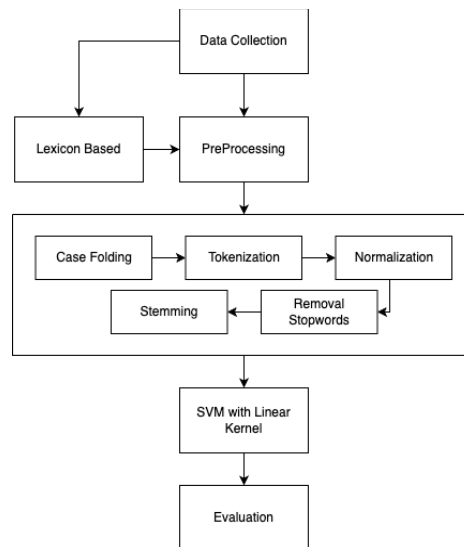 Data Collection
Lexicon Based
PreProcessing
Case Folding
Tokenization
Normalization
Stemming
Removal
Stopwords
SVM with Linear
Kernel
Evaluation